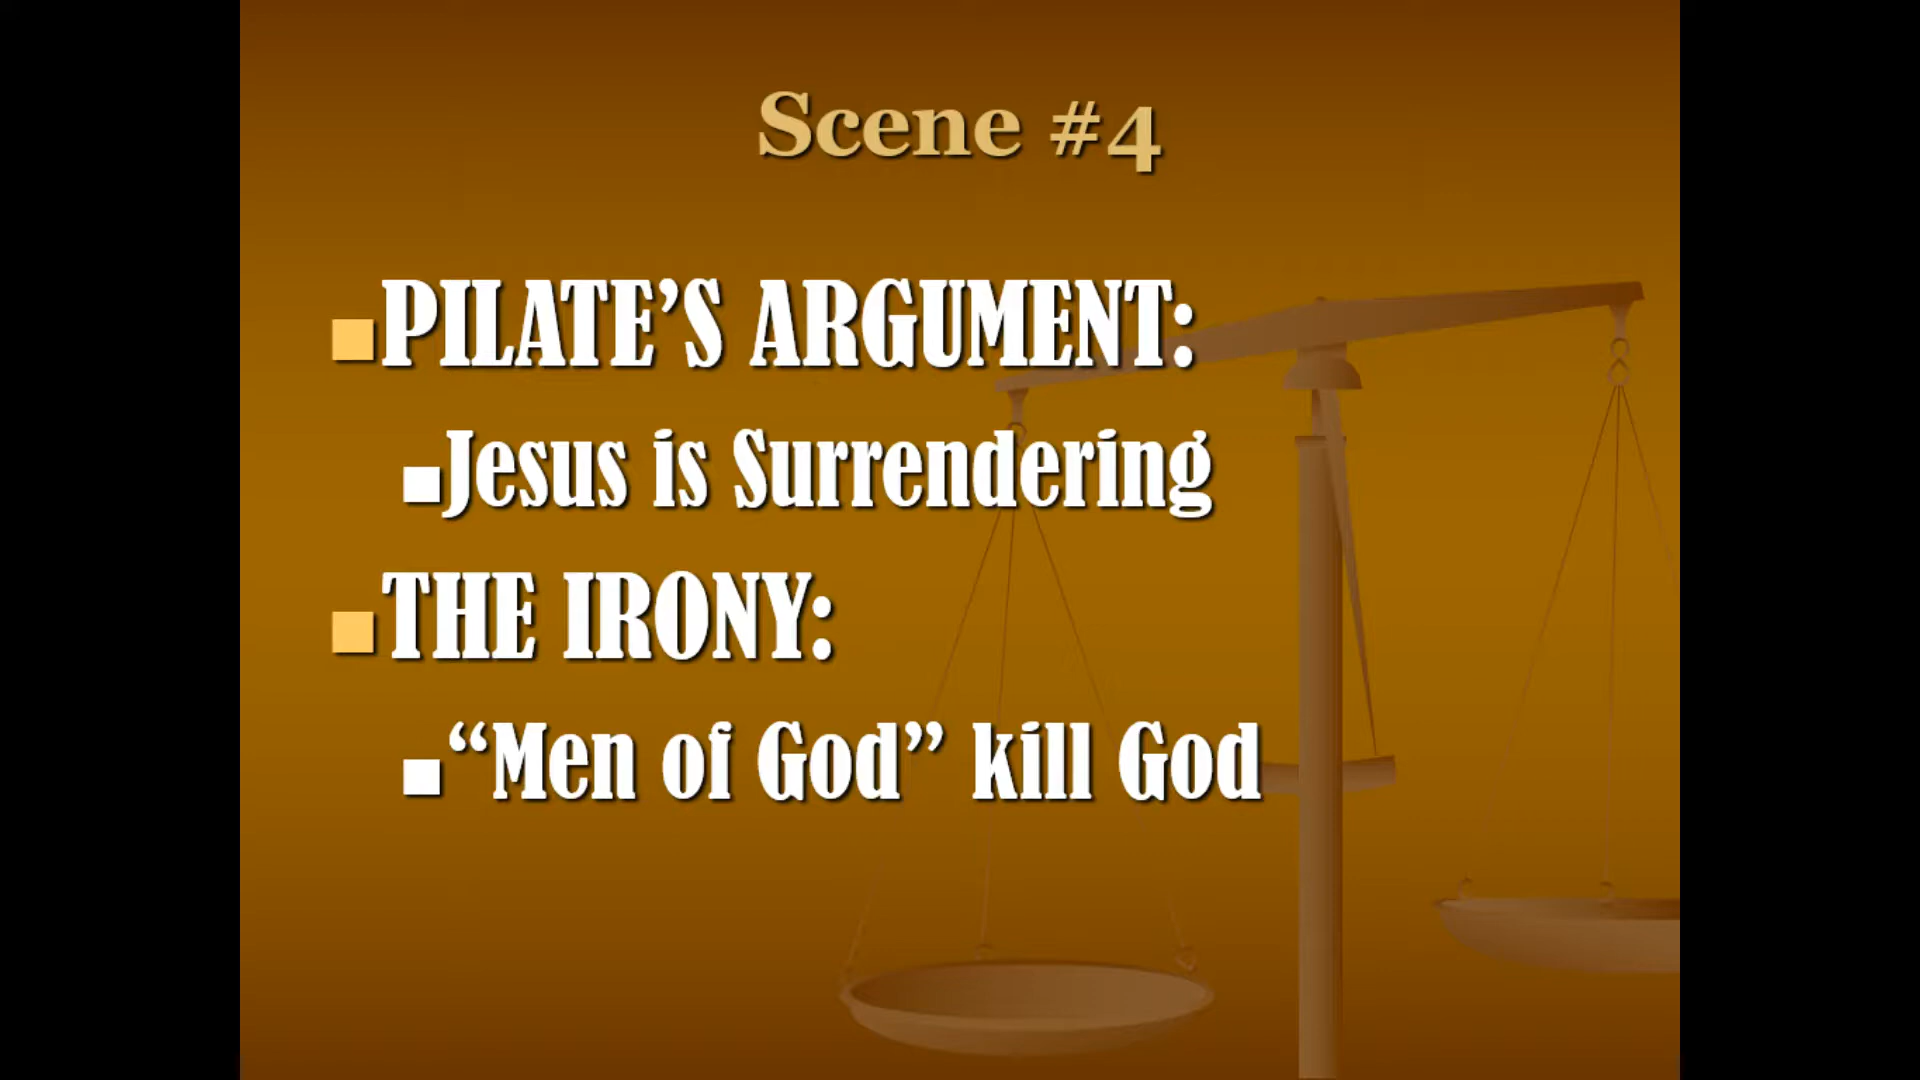 Scene #4
PILATE’S ARGUMENT:
Jesus is Surrendering
THE IRONY:
“Men of God” kill God